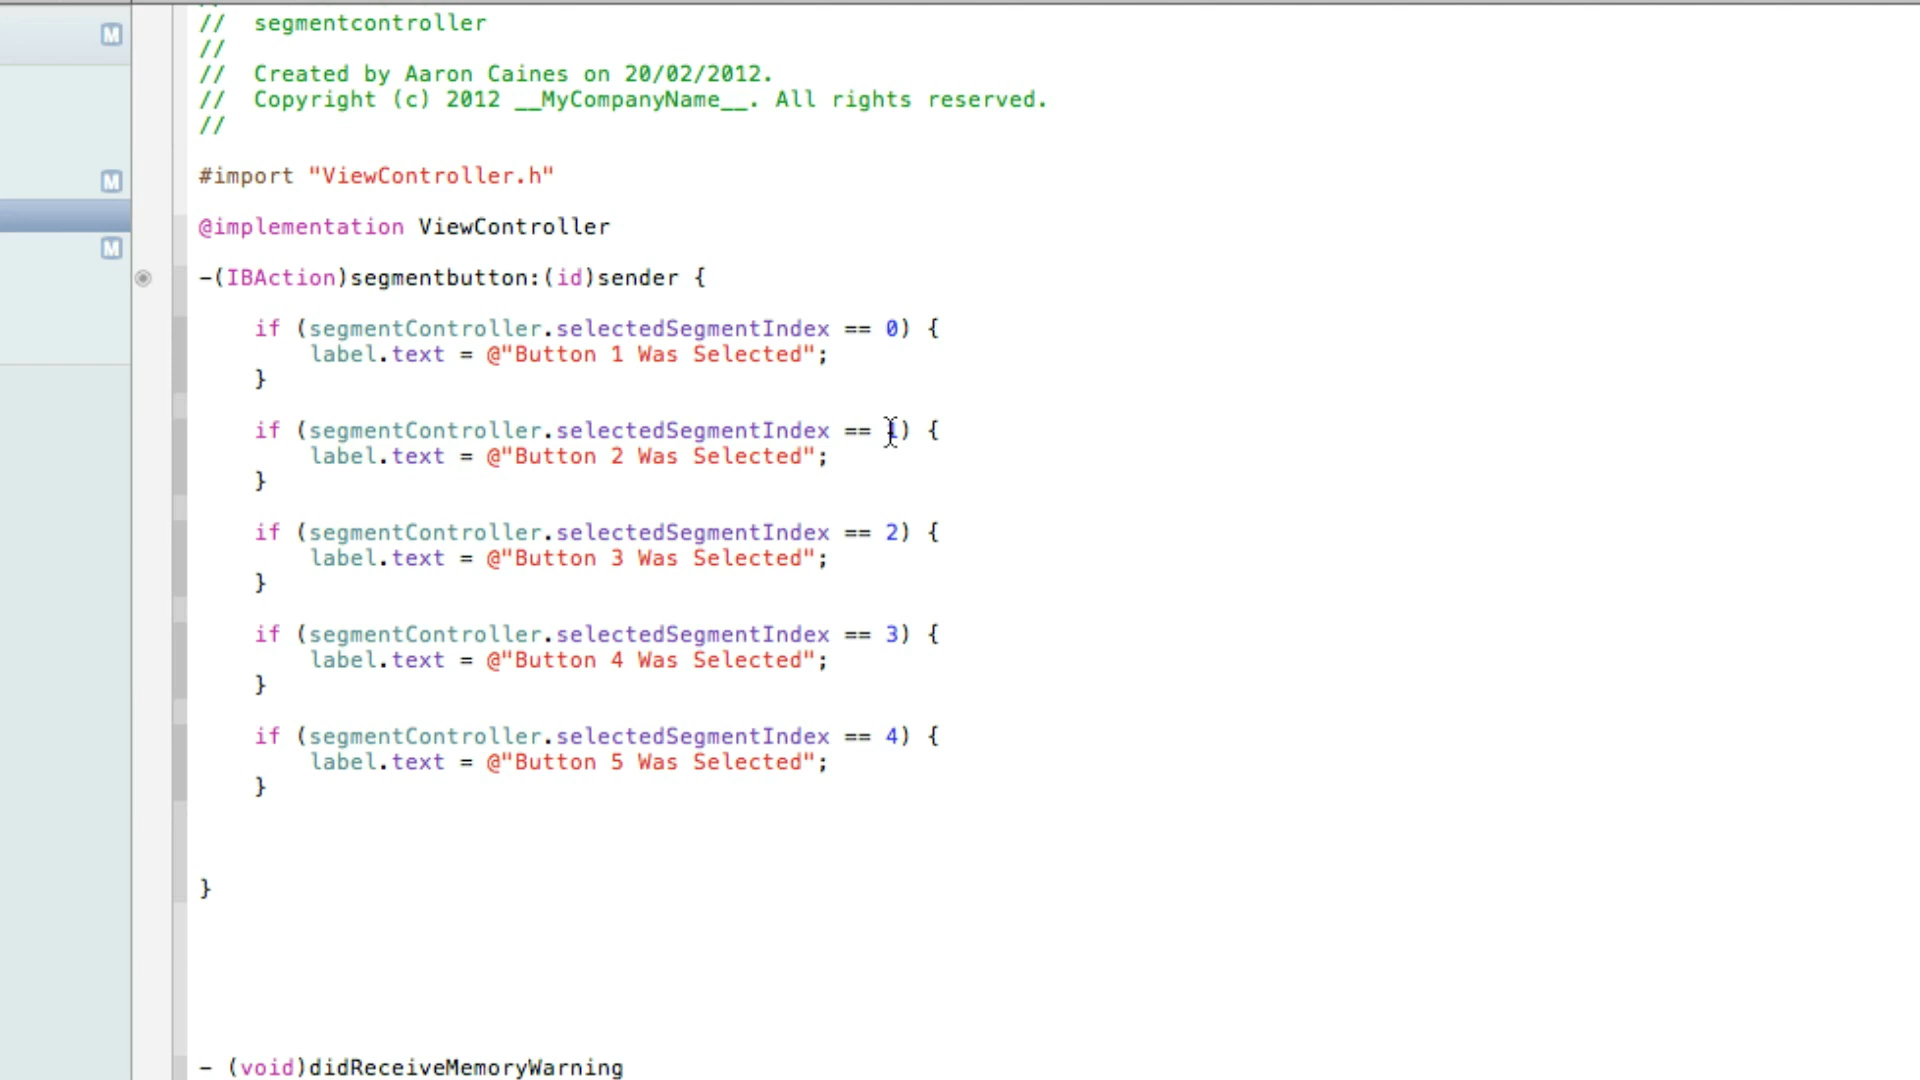 //  segmentcontroller
//
//  Created by Aaron Caines on 20/02/2012.
//  Copyright (c) 2012 __MyCompanyName__. All rights reserved.
//
M
#import "ViewController.h"
M
@implementation ViewController
M
-(IBAction)segmentbutton:(id)sender {
    if (segmentController.selectedSegmentIndex == 0) {
        label.text = @"Button 1 Was Selected";
    }
    if (segmentController.selectedSegmentIndex == 1) {
        label.text = @"Button 2 Was Selected";
    }
    if (segmentController.selectedSegmentIndex == 2) {
        label.text = @"Button 3 Was Selected";
    }
    if (segmentController.selectedSegmentIndex == 3) {
        label.text = @"Button 4 Was Selected";
    }
    if (segmentController.selectedSegmentIndex == 4) {
        label.text = @"Button 5 Was Selected";
    }
}
- (void)didReceiveMemoryWarning